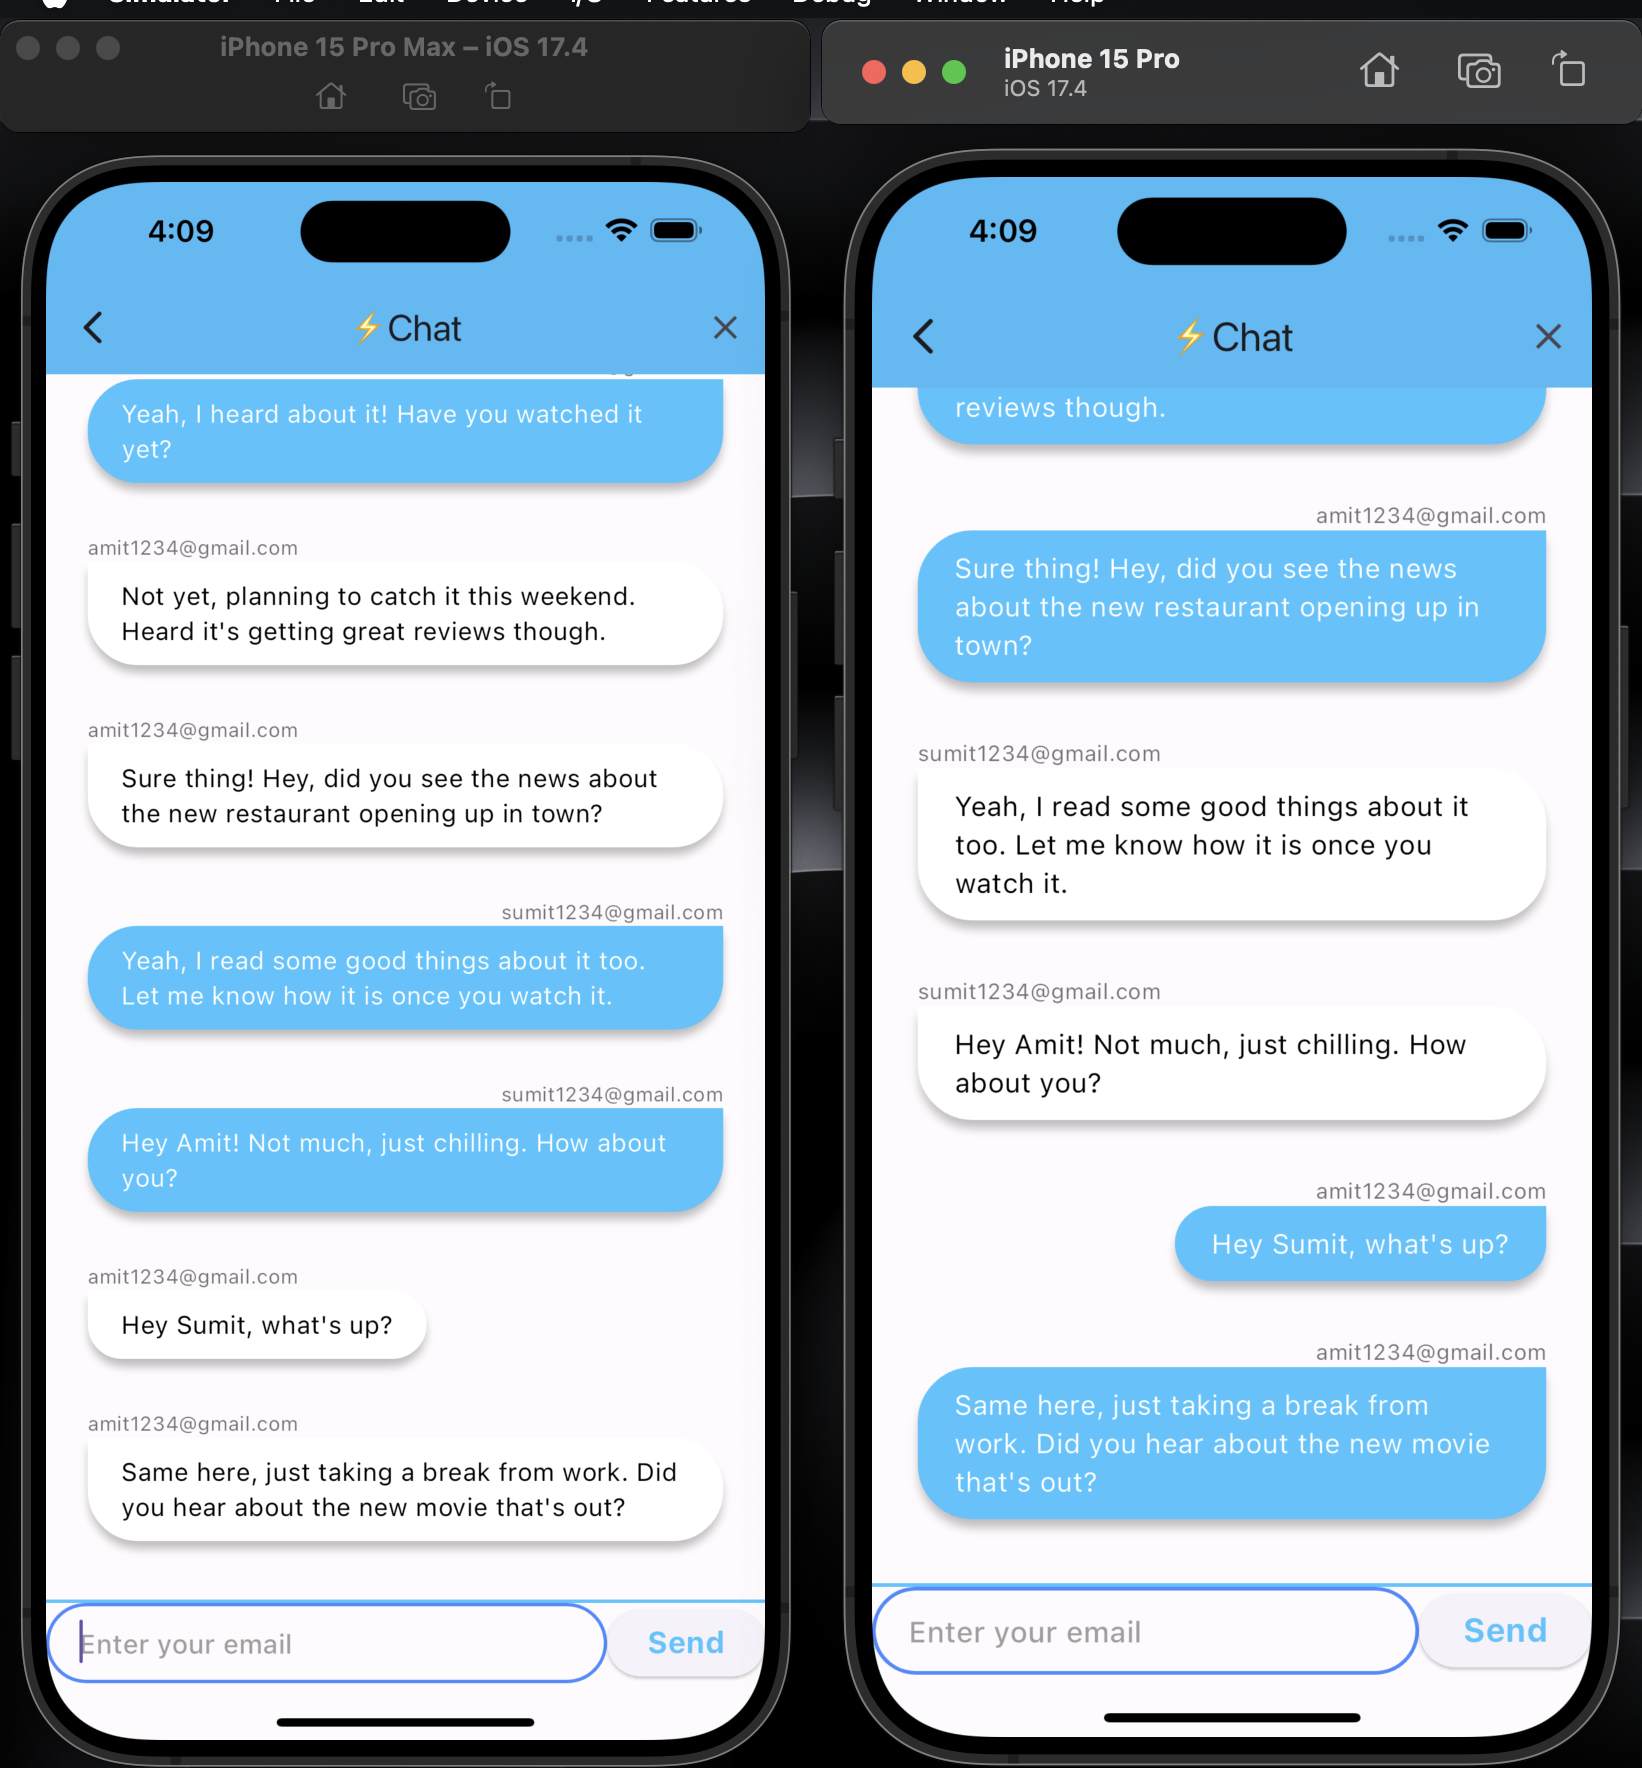 Simulator File Edit Device I/O Features Debug Window Help
iPhone 15 Pro Max – iOS 17.4
4:09
⚡Chat
Yeah, I heard about it! Have you watched it
yet?
amit1234@gmail.com
Not yet, planning to catch it this weekend.
Heard it's getting great reviews though.
amit1234@gmail.com
Sure thing! Hey, did you see the news about
the new restaurant opening up in town?
sumit1234@gmail.com
Yeah, I read some good things about it too.
Let me know how it is once you watch it.
sumit1234@gmail.com
Hey Amit! Not much, just chilling. How about
you?
amit1234@gmail.com
Hey Sumit, what's up?
amit1234@gmail.com
Same here, just taking a break from work. Did
you hear about the new movie that's out?
Enter your email
Send
iPhone 15 Pro
iOS 17.4
4:09
⚡Chat
reviews though.
amit1234@gmail.com
Sure thing! Hey, did you see the news
about the new restaurant opening up in
town?
sumit1234@gmail.com
Yeah, I read some good things about it
too. Let me know how it is once you
watch it.
sumit1234@gmail.com
Hey Amit! Not much, just chilling. How
about you?
amit1234@gmail.com
Hey Sumit, what's up?
amit1234@gmail.com
Same here, just taking a break from
work. Did you hear about the new movie
that's out?
Enter your email
Send